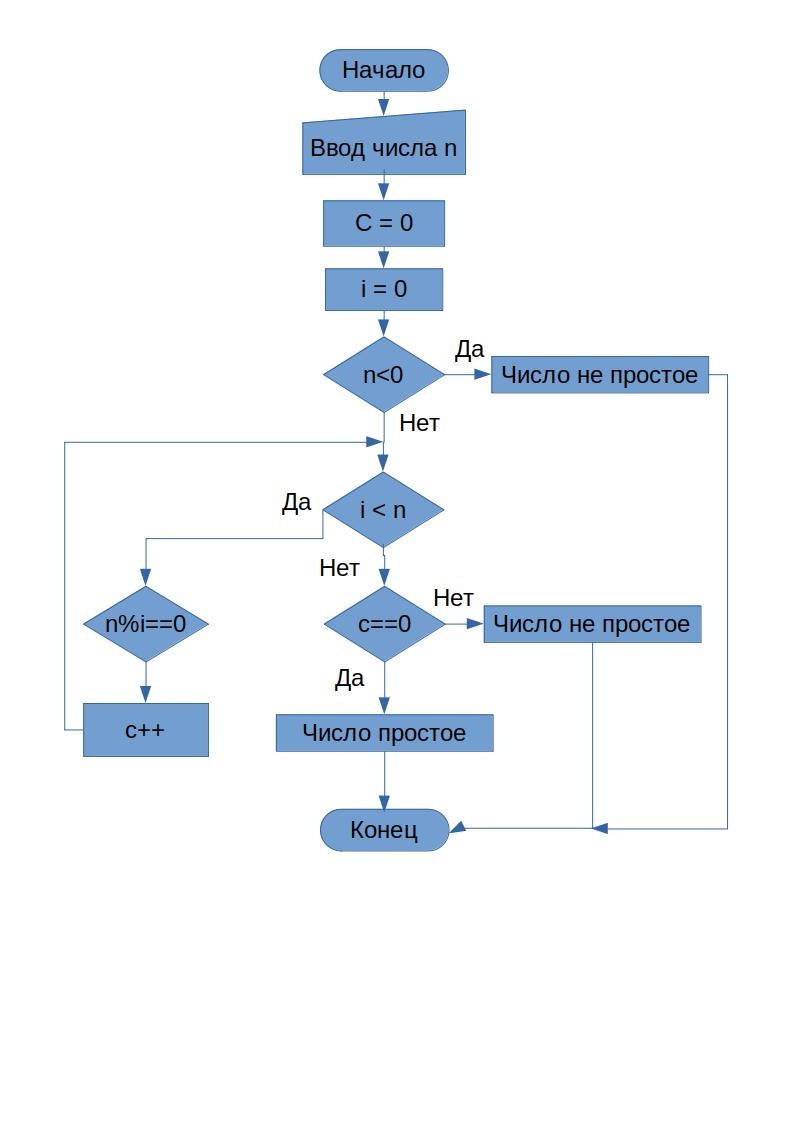 Начало
Ввод числа n
C = 0
i = 0
n<0
Да
Число не простое
Нет
i < n
Да
Нет
n%i==0
c==0
Нет
Число не простое
Да
c++
Число простое
Конец